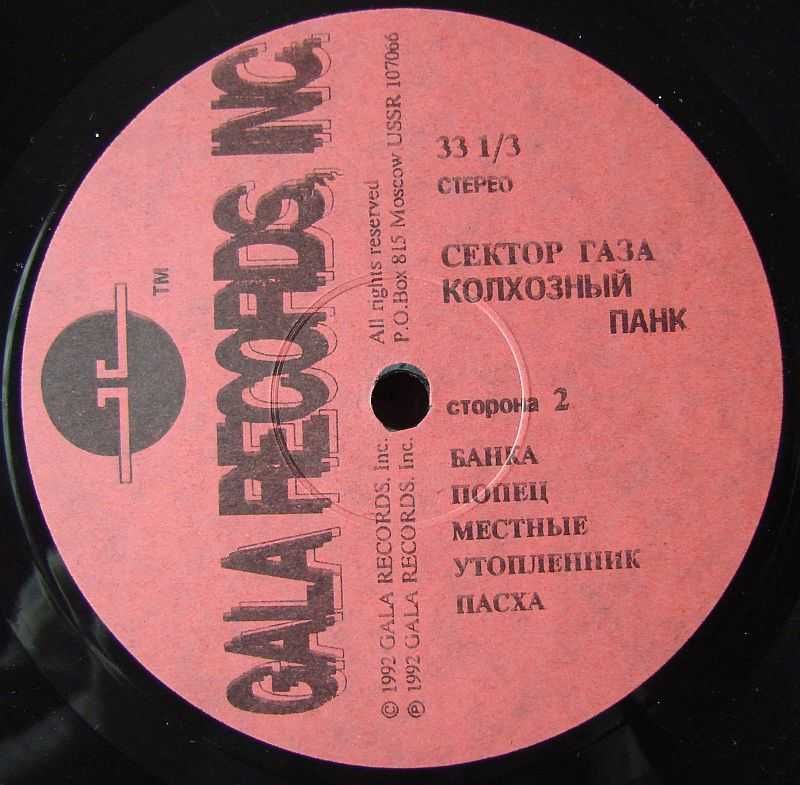 GALA RECORDS, INC.
TM
All rights reserved
P.O.Box 815 Moscow USSR 107066
© 1992 GALA RECORDS, Inc.
℗ 1992 GALA RECORDS, Inc.
33 1/3
СТЕРЕО
СЕКТОР ГАЗА
КОЛХОЗНЫЙ
ПАНК
сторона 2
БАНКА
ПОПЕЦ
МЕСТНЫЕ
УТОПЛЕННИК
ПАСХА